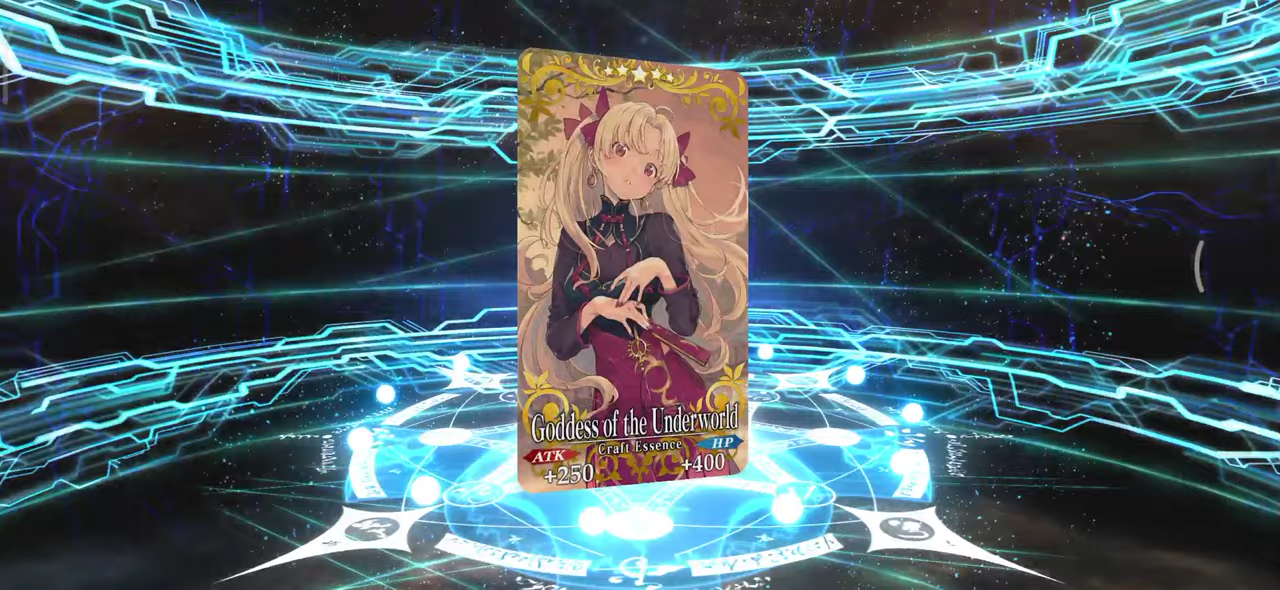 Goddess of the Underworld
Craft Essence
ATK
HP
+250
+400